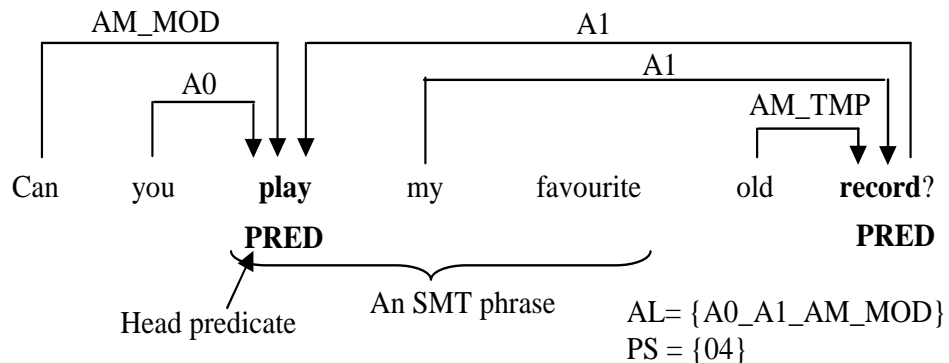 AM_MOD A1
A0 A1
AM_TMP
Can you play my favourite old record?
PRED PRED
Head predicate An SMT phrase AL= {A0_A1_AM_MOD}
PS = {04}